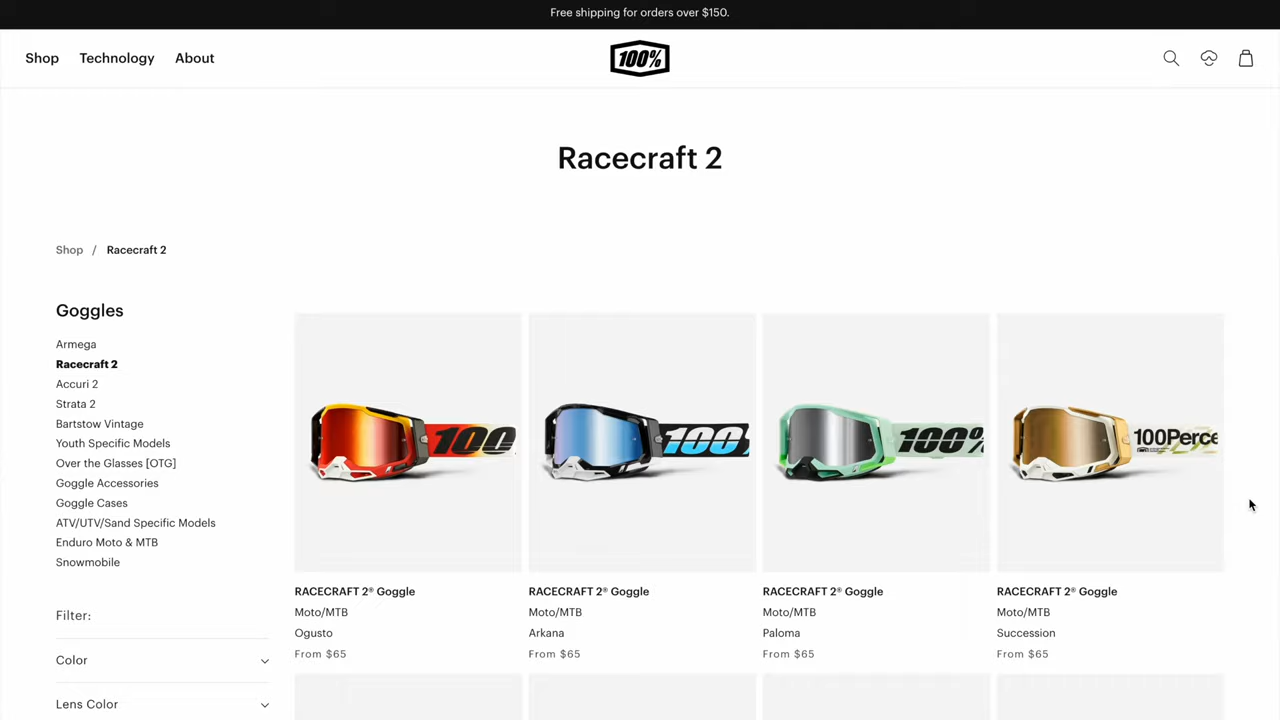 Free shipping for orders over $150.
Shop
Technology
About
100%
Racecraft 2
Shop / Racecraft 2
Goggles
Armega
Racecraft 2
Accuri 2
Strata 2
Barstow Vintage
Youth Specific Models
Over the Glasses [OTG]
Goggle Accessories
Goggle Cases
ATV/UTV/Sand Specific Models
Enduro Moto & MTB
Snowmobile
Filter:
Color
Lens Color
100
RACECRAFT 2® Goggle
Moto/MTB
Ogusto
From $65
100
RACECRAFT 2® Goggle
Moto/MTB
Arkana
From $65
100%
RACECRAFT 2® Goggle
Moto/MTB
Paloma
From $65
100Perce
RACECRAFT 2® Goggle
Moto/MTB
Succession
From $65